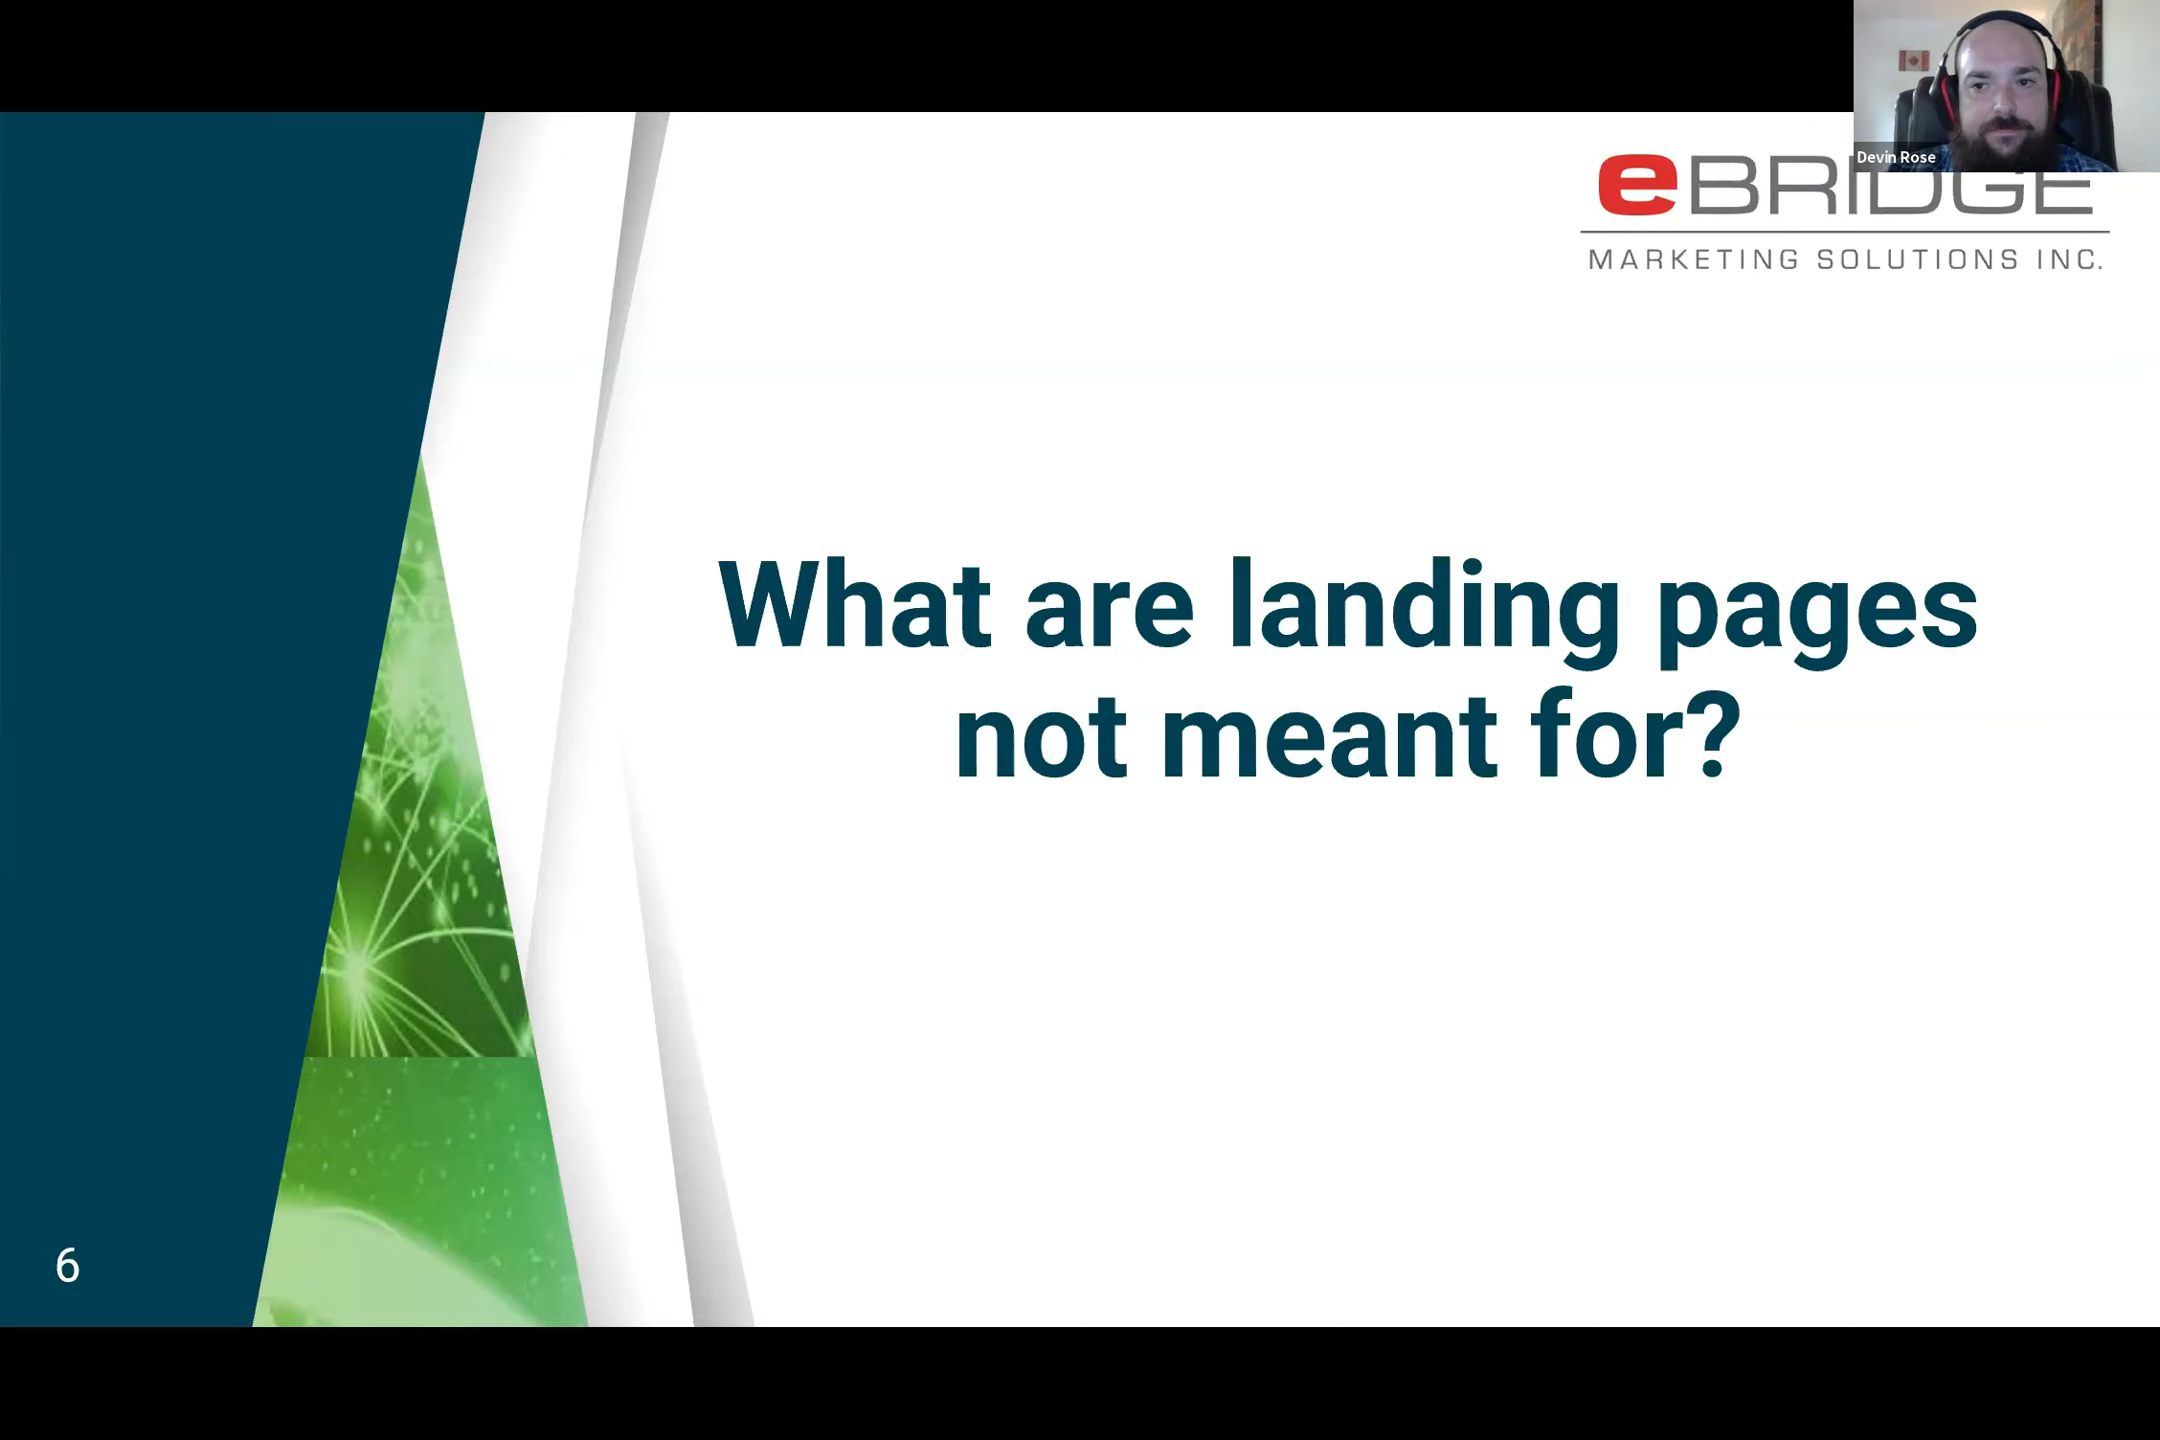 Devin Rose
eBRIDGE
MARKETING SOLUTIONS INC.
What are landing pages
not meant for?
6